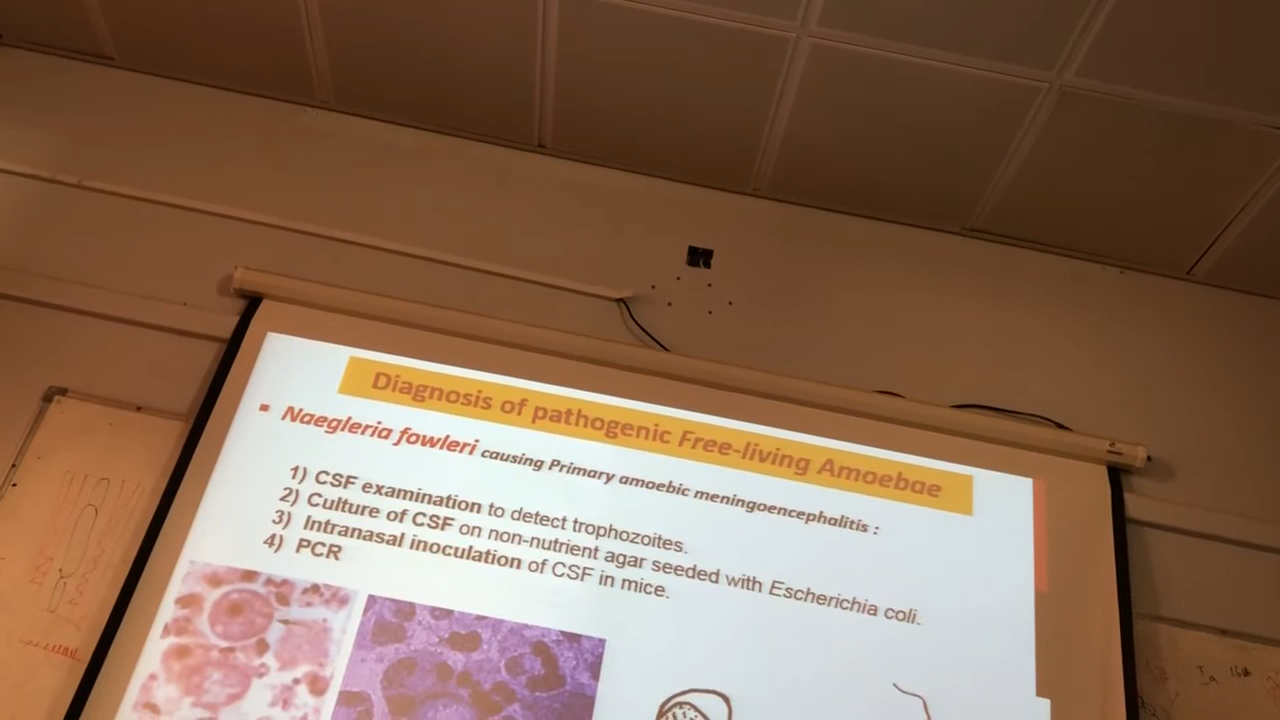 Diagnosis of pathogenic Free-living Amoebae
▪ Naegleria fowleri causing Primary amoebic meningoencephalitis :
1) CSF examination to detect trophozoites.
2) Culture of CSF on non-nutrient agar seeded with Escherichia coli.
3) Intranasal inoculation of CSF in mice.
4) PCR